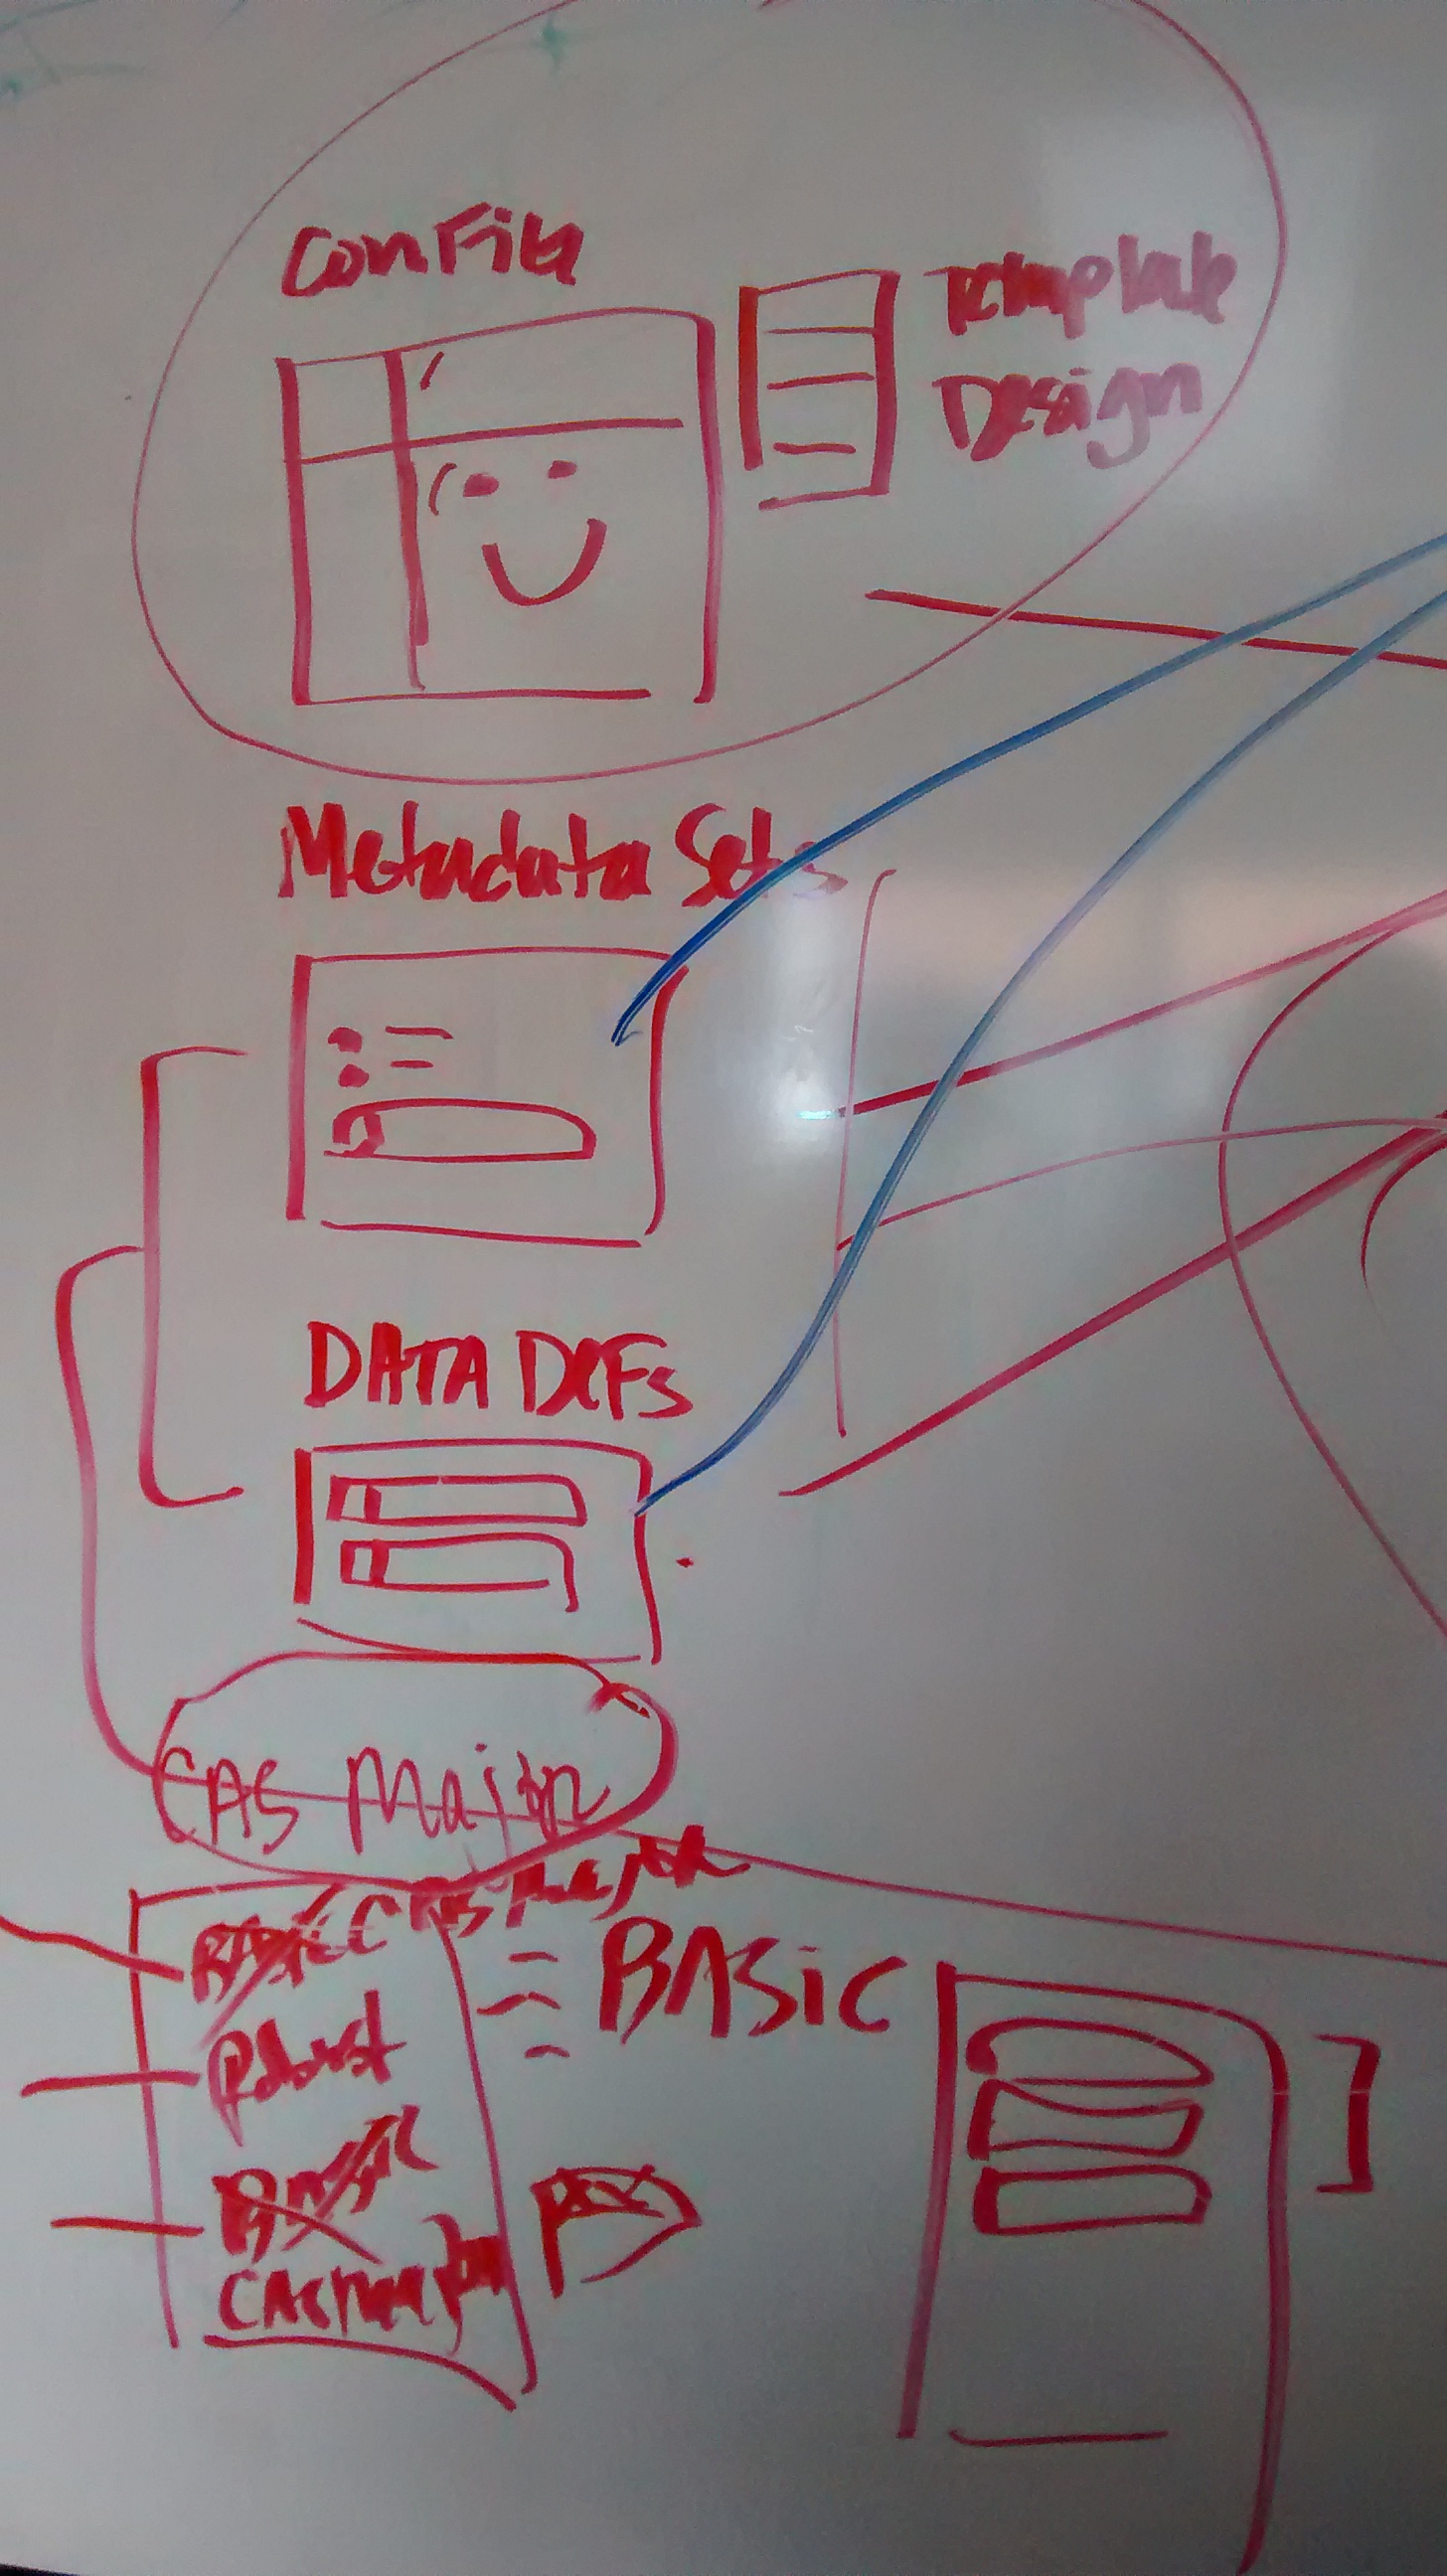 Config
Template
Design
Metadata Sets
DATA DEFs
CAS Major
BASIC CAS Major
BASIC
Robust
BASIC
CAS Major